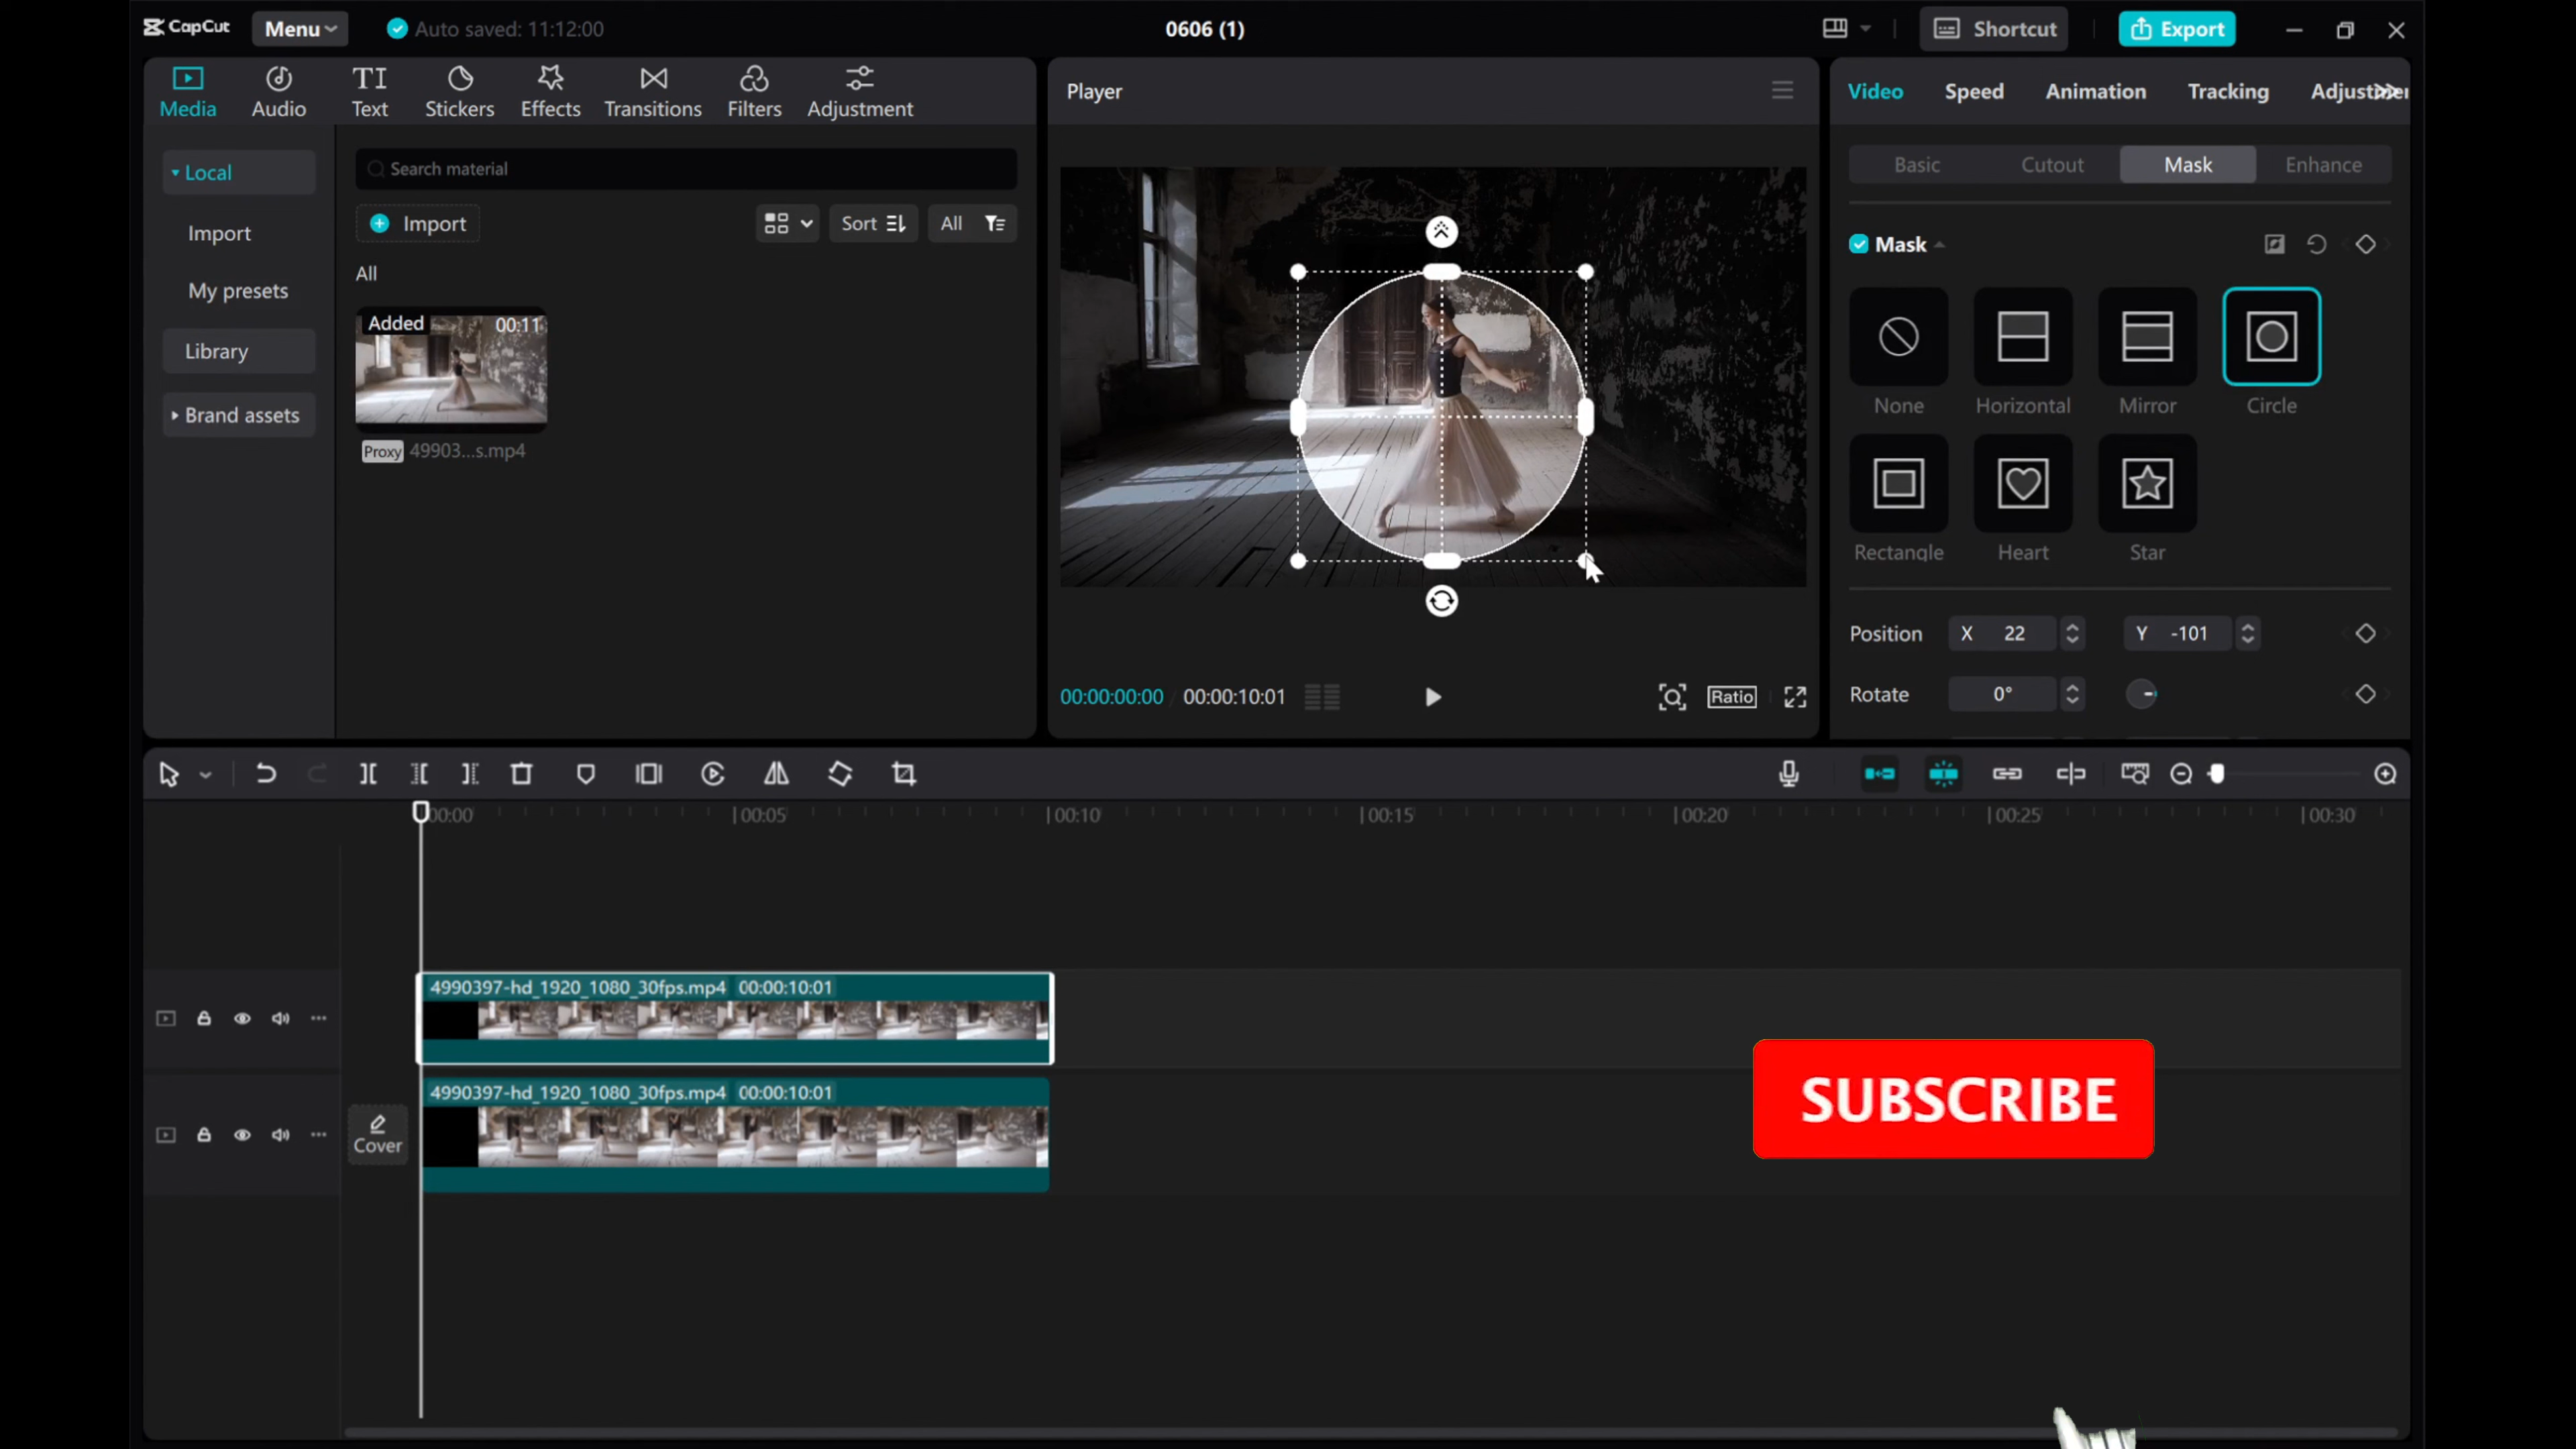 CapCut
Menu
Auto saved: 11:12:00
0606 (1)
Shortcut
Export
Media
Audio
Text
Stickers
Effects
Transitions
Filters
Adjustment
Local
Import
My presets
Library
Brand assets
Search material
Import
Sort
All
All
Added
00:11
Proxy
49903...s.mp4
Player
00:00:00:00
00:00:10:01
Ratio
Video
Speed
Animation
Tracking
Basic
Cutout
Mask
Enhance
Mask
None
Horizontal
Mirror
Circle
Rectangle
Heart
Star
Position
X 22
Y -101
Rotate
0°
00:00
00:05
00:10
00:15
00:20
00:25
00:30
4990397-hd_1920_1080_30fps.mp4 00:00:10:01
4990397-hd_1920_1080_30fps.mp4 00:00:10:01
Cover
SUBSCRIBE